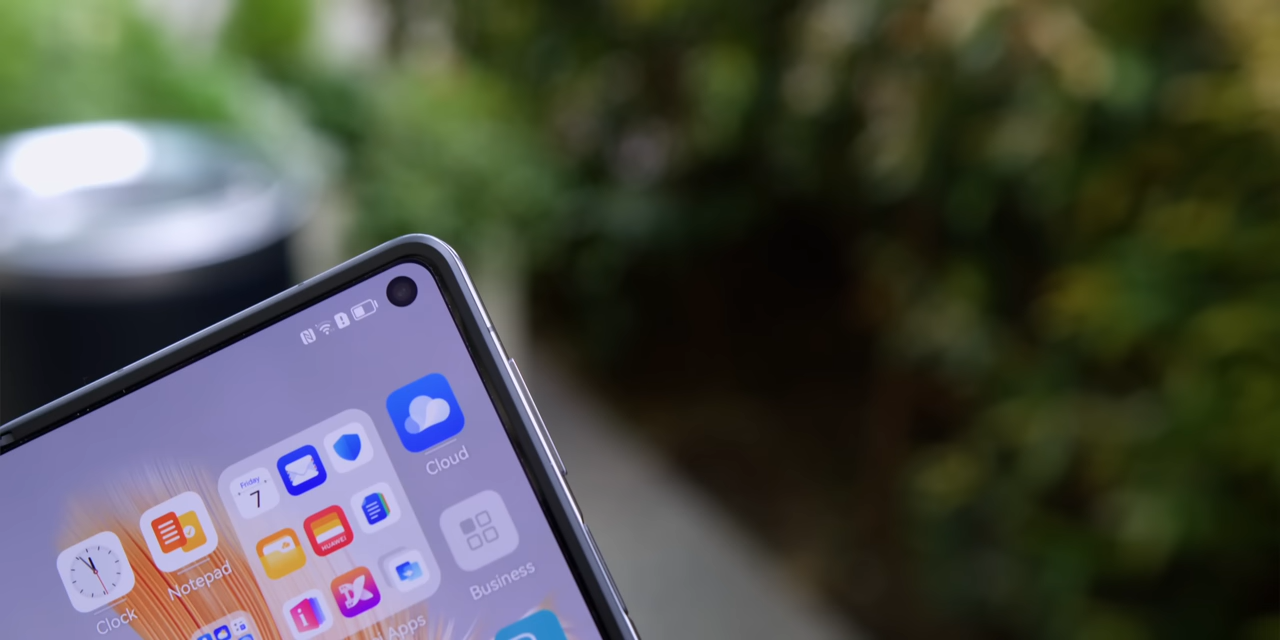 Cloud
Friday
7
HUAWEI
Notepad
Clock
Business
Apps